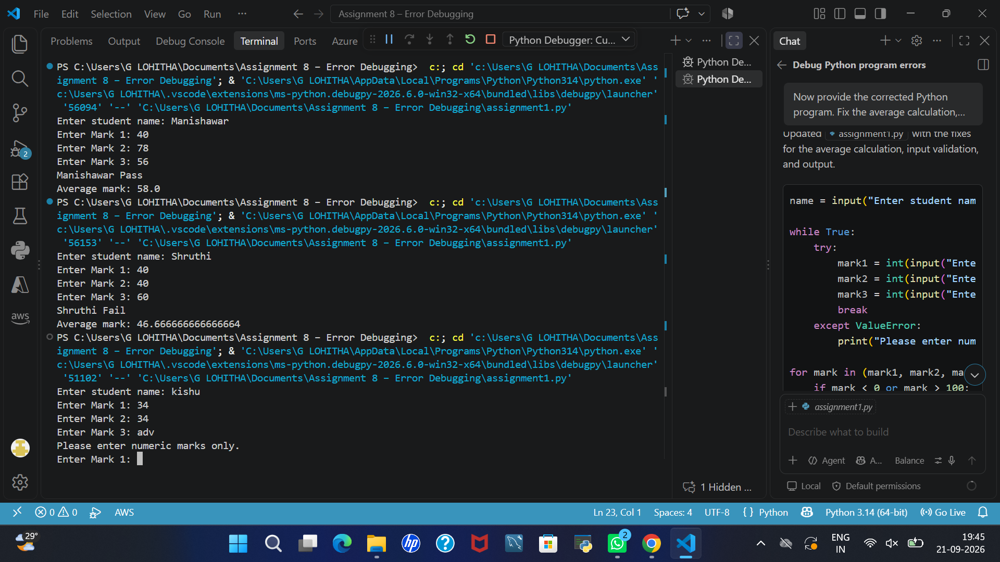 File Edit Selection View Go Run ···
Assignment 8 – Error Debugging
Problems Output Debug Console Terminal Ports Azure
Python Debugger: Cu...
PS C:\Users\G LOHITHA\Documents\Assignment 8 – Error Debugging>  c:; cd 'c:\Users\G LOHITHA\Documents\Ass
ignment 8 – Error Debugging'; & 'C:\Users\G LOHITHA\AppData\Local\Programs\Python\Python314\python.exe' '
c:\Users\G LOHITHA\.vscode\extensions\ms-python.debugpy-2026.6.0-win32-x64\bundled\libs\debugpy\launcher'
'56094' '--' 'C:\Users\G LOHITHA\Documents\Assignment 8 – Error Debugging\assignment1.py'
Enter student name: Manishawar
Enter Mark 1: 40
Enter Mark 2: 78
Enter Mark 3: 56
Manishawar Pass
Average mark: 58.0
PS C:\Users\G LOHITHA\Documents\Assignment 8 – Error Debugging>  c:; cd 'c:\Users\G LOHITHA\Documents\Ass
ignment 8 – Error Debugging'; & 'C:\Users\G LOHITHA\AppData\Local\Programs\Python\Python314\python.exe' '
c:\Users\G LOHITHA\.vscode\extensions\ms-python.debugpy-2026.6.0-win32-x64\bundled\libs\debugpy\launcher'
'56153' '--' 'C:\Users\G LOHITHA\Documents\Assignment 8 – Error Debugging\assignment1.py'
Enter student name: Shruthi
Enter Mark 1: 40
Enter Mark 2: 40
Enter Mark 3: 60
Shruthi Fail
Average mark: 46.666666666666664
PS C:\Users\G LOHITHA\Documents\Assignment 8 – Error Debugging>  c:; cd 'c:\Users\G LOHITHA\Documents\Ass
ignment 8 – Error Debugging'; & 'C:\Users\G LOHITHA\AppData\Local\Programs\Python\Python314\python.exe' '
c:\Users\G LOHITHA\.vscode\extensions\ms-python.debugpy-2026.6.0-win32-x64\bundled\libs\debugpy\launcher'
'51102' '--' 'C:\Users\G LOHITHA\Documents\Assignment 8 – Error Debugging\assignment1.py'
Enter student name: kishu
Enter Mark 1: 34
Enter Mark 2: 34
Enter Mark 3: adv
Please enter numeric marks only.
Enter Mark 1:
Python De...
Python De...
1 Hidden ...
Chat
Debug Python program errors
Now provide the corrected Python
program. Fix the average calculation,...
Updated assignment1.py with the fixes
for the average calculation, input validation,
and output.
name = input("Enter student nam
while True:
try:
mark1 = int(input("Ente
mark2 = int(input("Ente
mark3 = int(input("Ente
break
except ValueError:
print("Please enter num
for mark in (mark1, mark2, ma
if mark < 0 or mark > 100:
assignment1.py
Describe what to build
Agent A... Balance
Local Default permissions
2
aws
0 0 AWS
Ln 23, Col 1 Spaces: 4 UTF-8 { } Python Python 3.14 (64-bit) Go Live
29°
hp
?
2
ENG
IN
19:45
21-09-2026